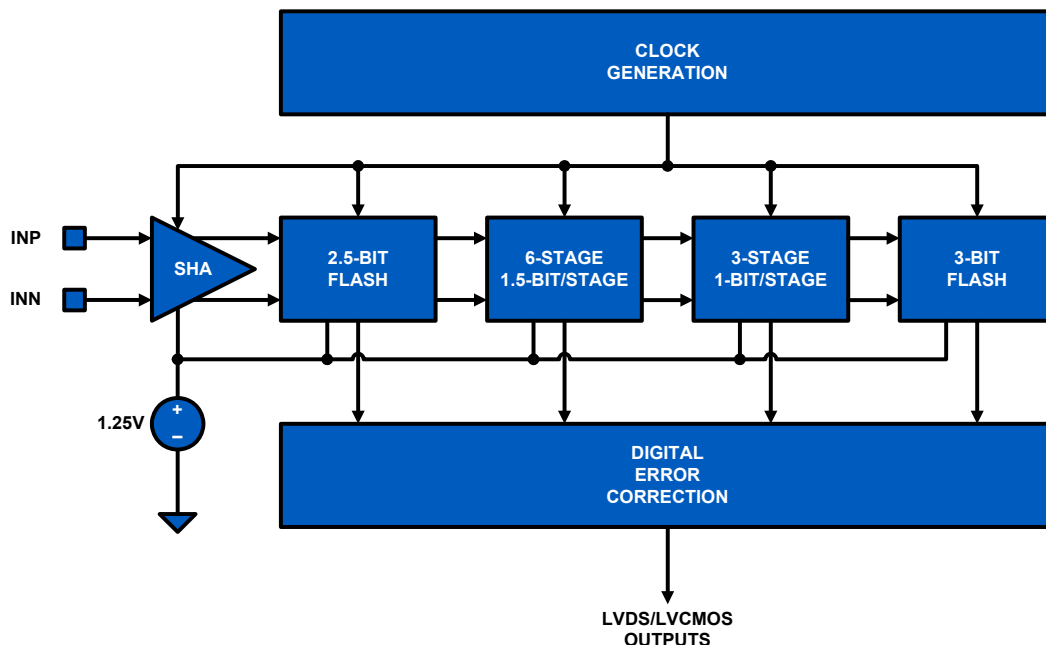 CLOCK
GENERATION
INP
INN
SHA
2.5-BIT
FLASH
6-STAGE
1.5-BIT/STAGE
3-STAGE
1-BIT/STAGE
3-BIT
FLASH
1.25V
+
–
DIGITAL
ERROR
CORRECTION
LVDS/LVCMOS
OUTPUTS